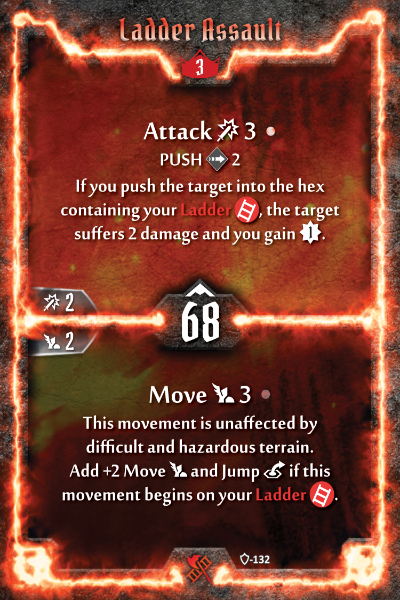 Ladder Assault
3
Attack 3
PUSH 2
If you push the target into the hex
containing your Ladder, the target
suffers 2 damage and you gain 1.
2
68
2
Move 3
This movement is unaffected by
difficult and hazardous terrain.
Add +2 Move and Jump if this
movement begins on your Ladder.
-132